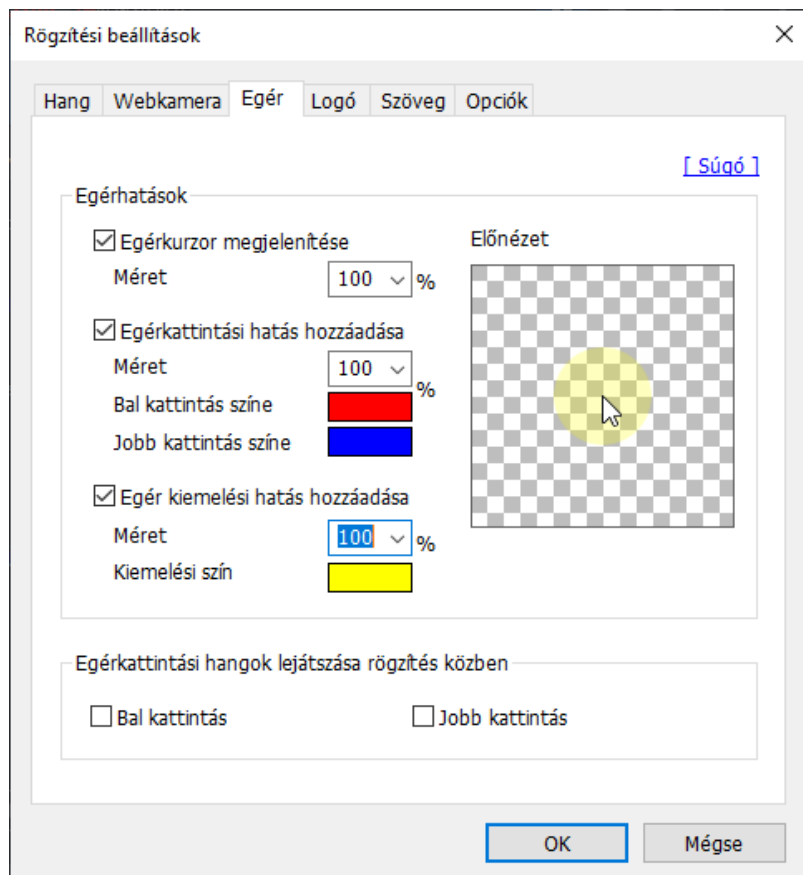 Rögzítési beállítások
Hang Webkamera Egér Logó Szöveg Opciók
[ Súgó ]
Egérhatások
Egérkurzor megjelenítése
Előnézet
Méret 100 %
Egérkattintási hatás hozzáadása
Méret 100 %
Bal kattintás színe
Jobb kattintás színe
Egér kiemelési hatás hozzáadása
Méret 100 %
Kiemelési szín
Egérkattintási hangok lejátszása rögzítés közben
Bal kattintás Jobb kattintás
OK Mégse